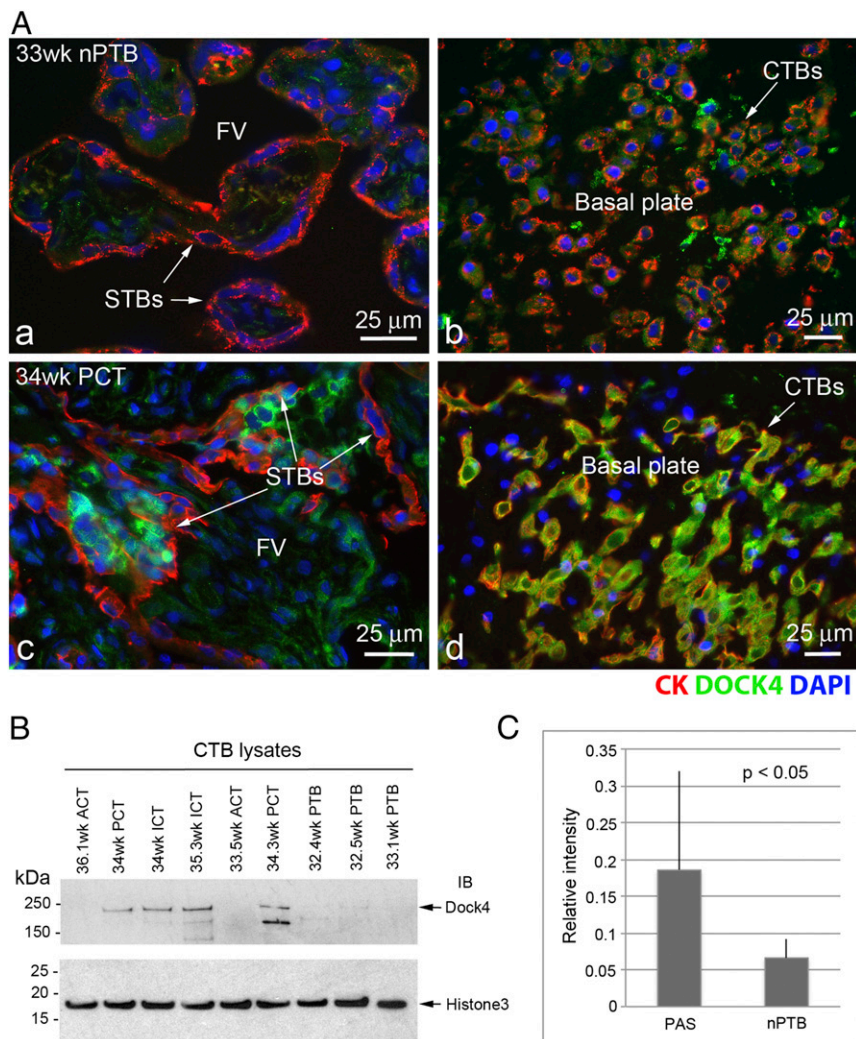 A
33wk nPTB
FV
STBs
25 μm
a
CTBs
Basal plate
25 μm
b
34wk PCT
STBs
FV
25 μm
c
CTBs
Basal plate
25 μm
d
CK DOCK4 DAPI
B
CTB lysates
36.1wk ACT
34wk PCT
34wk ICT
35.3wk ICT
33.5wk ACT
34.3wk PCT
32.4wk PTB
32.5wk PTB
33.1wk PTB
kDa
IB
250 -
Dock4
150 -
25 -
20 -
Histone3
15 -
C
0.35
p < 0.05
0.3
0.25
0.2
0.15
0.1
0.05
0
Relative intensity
PAS nPTB